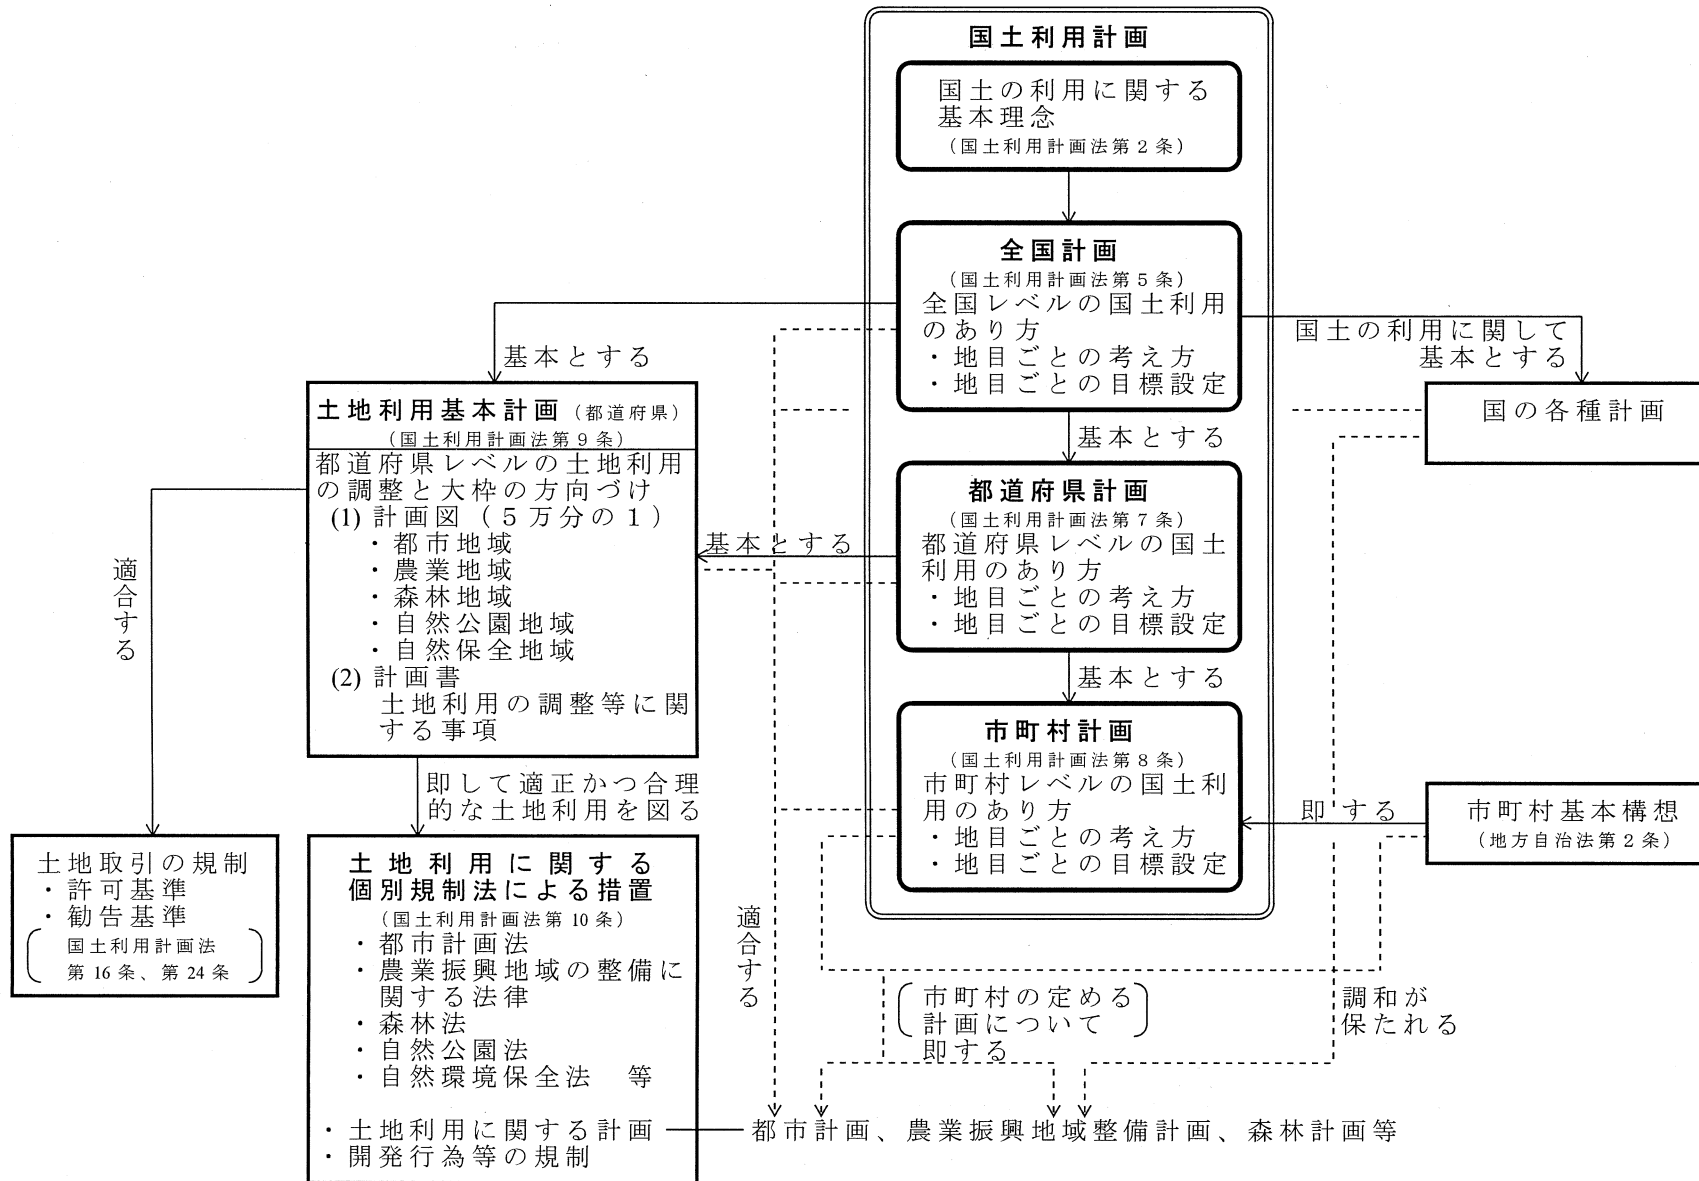 国土利用計画
国土の利用に関する
基本理念
（国土利用計画法第２条）
全国計画
（国土利用計画法第５条）
全国レベルの国土利用
のあり方
・地目ごとの考え方
・地目ごとの目標設定
国土の利用に関して
基本とする
国の各種計画
基本とする
基本とする
土地利用基本計画（都道府県）
（国土利用計画法第９条）
都道府県レベルの土地利用
の調整と大枠の方向づけ
(1) 計画図（５万分の１）
・都市地域
・農業地域
・森林地域
・自然公園地域
・自然保全地域
(2) 計画書
土地利用の調整等に関
する事項
基本とする
都道府県計画
（国土利用計画法第７条）
都道府県レベルの国土
利用のあり方
・地目ごとの考え方
・地目ごとの目標設定
基本とする
適合する
市町村計画
（国土利用計画法第８条）
市町村レベルの国土利
用のあり方
・地目ごとの考え方
・地目ごとの目標設定
即する
市町村基本構想
（地方自治法第２条）
即して適正かつ合理
的な土地利用を図る
土地取引の規制
・許可基準
・勧告基準
国土利用計画法
第16条、第24条
土地利用に関する
個別規制法による措置
（国土利用計画法第10条）
・都市計画法
・農業振興地域の整備に
関する法律
・森林法
・自然公園法
・自然環境保全法　等
・土地利用に関する計画
・開発行為等の規制
適合する
市町村の定める
計画について
即する
調和が
保たれる
都市計画、農業振興地域整備計画、森林計画等